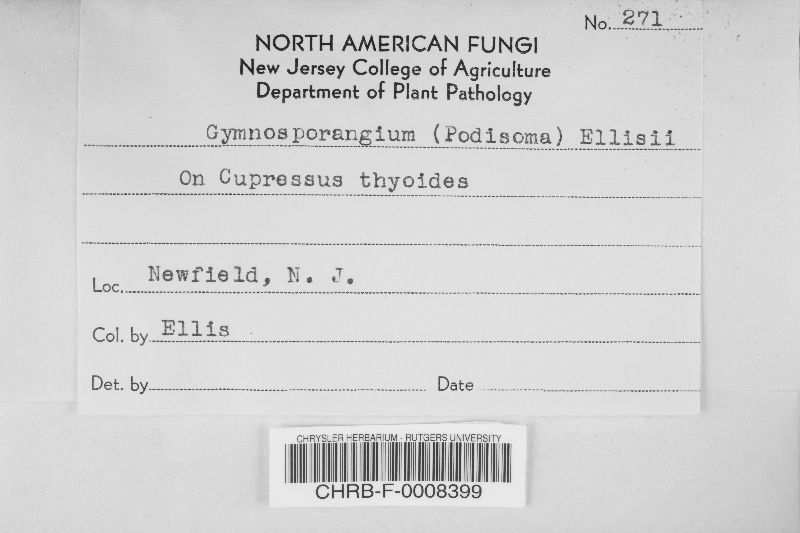 No. 271
NORTH AMERICAN FUNGI
New Jersey College of Agriculture
Department of Plant Pathology
Gymnosporangium (Podisoma) Ellisii
On Cupressus thyoides
Loc. Newfield, N. J.
Col. by Ellis
Det. by Date
CHRYSLER HERBARIUM - RUTGERS UNIVERSITY
CHRB-F-0008399